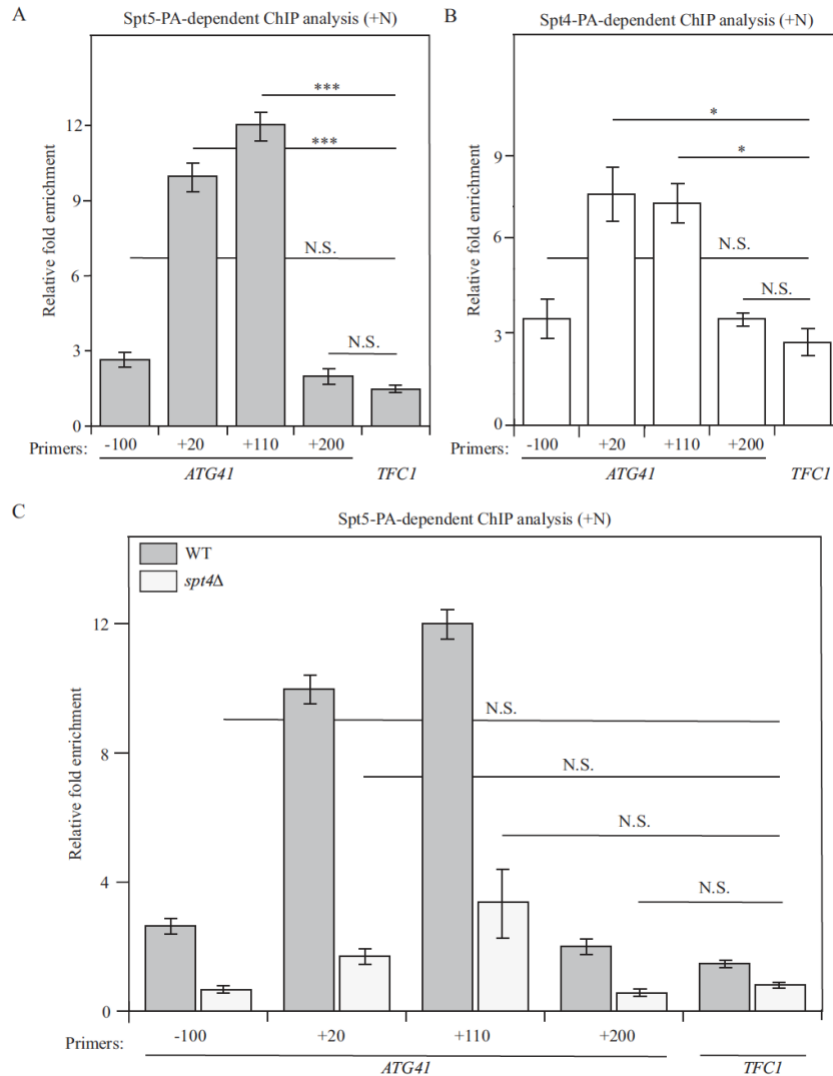 A
Spt5-PA-dependent ChIP analysis (+N)
Relative fold enrichment
12
9
6
3
0
***
***
N.S.
N.S.
Primers: -100 +20 +110 +200
ATG41 TFC1
B
Spt4-PA-dependent ChIP analysis (+N)
Relative fold enrichment
9
6
3
0
*
*
N.S.
N.S.
Primers: -100 +20 +110 +200
ATG41 TFC1
C
Spt5-PA-dependent ChIP analysis (+N)
WT
spt4Δ
Relative fold enrichment
12
8
4
0
N.S.
N.S.
N.S.
N.S.
Primers: -100 +20 +110 +200
ATG41 TFC1